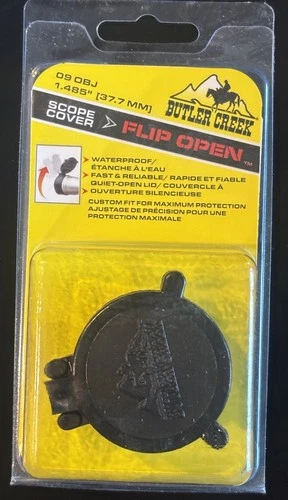 09 OBJ
1.485" [37.7 MM]
SCOPE
COVER
FLIP OPEN™
BUTLER CREEK®
WATERPROOF/
ÉTANCHE À L'EAU
FAST & RELIABLE/ RAPIDE ET FIABLE
QUIET-OPEN LID/ COUVERCLE À
OUVERTURE SILENCIEUSE
CUSTOM FIT FOR MAXIMUM PROTECTION
AJUSTAGE DE PRÉCISION POUR UNE
PROTECTION MAXIMALE